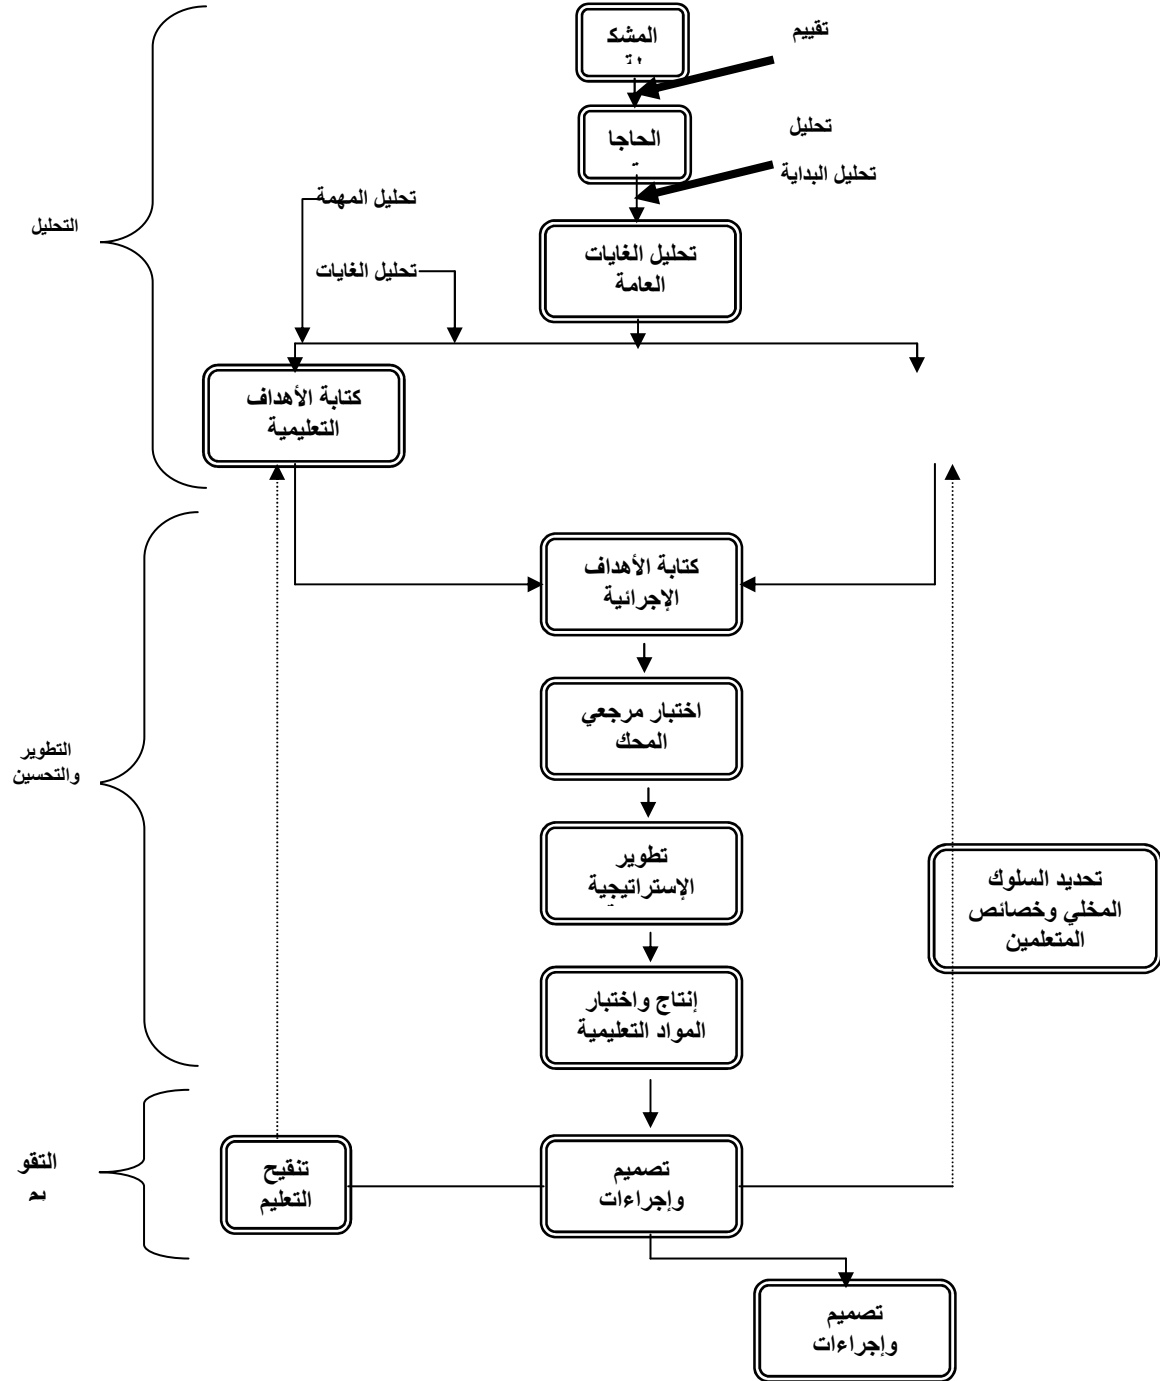 المشك
لة
تقييم
الحاجا
تحليل
تحليل البداية
تحليل المهمة
تحليل الغايات
التحليل
تحليل الغايات
العامة
كتابة الأهداف
التعليمية
كتابة الأهداف
الإجرائية
اختبار مرجعي
المحك
التطوير
والتحسين
تطوير
الإستراتيجية
تحديد السلوك
المخلي وخصائص
المتعلمين
إنتاج واختبار
المواد التعليمية
التقو
يم
تنقيح
التعليم
تصميم
وإجراءات
تصميم
وإجراءات